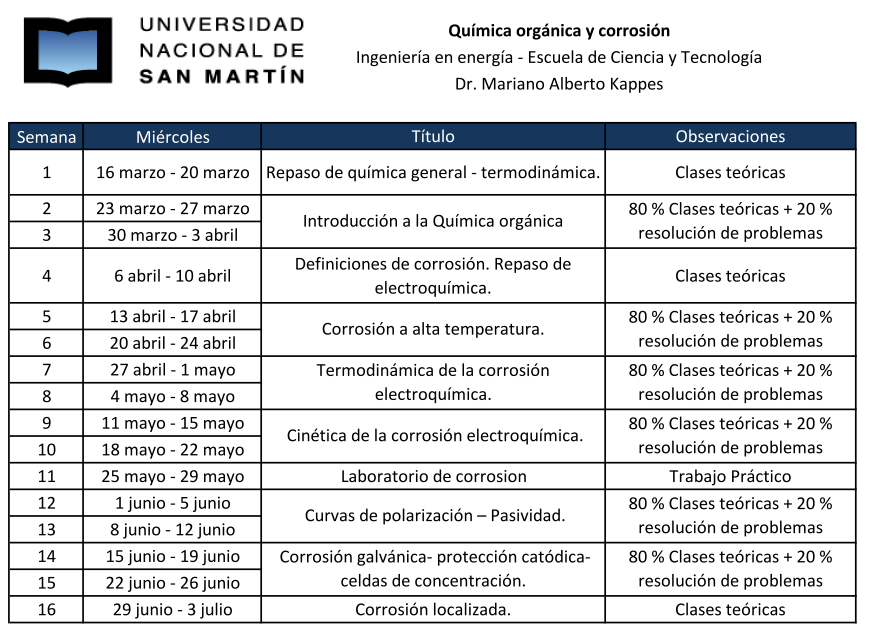 UNIVERSIDAD
NACIONAL DE
SAN MARTÍN
Química orgánica y corrosión
Ingeniería en energía - Escuela de Ciencia y Tecnología
Dr. Mariano Alberto Kappes
Semana Miércoles Título Observaciones
1 16 marzo - 20 marzo Repaso de química general - termodinámica. Clases teóricas
2 23 marzo - 27 marzo Introducción a la Química orgánica 80 % Clases teóricas + 20 %
3 30 marzo - 3 abril resolución de problemas
4 6 abril - 10 abril Definiciones de corrosión. Repaso de Clases teóricas
electroquímica.
5 13 abril - 17 abril Corrosión a alta temperatura. 80 % Clases teóricas + 20 %
6 20 abril - 24 abril resolución de problemas
7 27 abril - 1 mayo Termodinámica de la corrosión 80 % Clases teóricas + 20 %
8 4 mayo - 8 mayo electroquímica. resolución de problemas
9 11 mayo - 15 mayo Cinética de la corrosión electroquímica. 80 % Clases teóricas + 20 %
10 18 mayo - 22 mayo resolución de problemas
11 25 mayo - 29 mayo Laboratorio de corrosion Trabajo Práctico
12 1 junio - 5 junio Curvas de polarización – Pasividad. 80 % Clases teóricas + 20 %
13 8 junio - 12 junio resolución de problemas
14 15 junio - 19 junio Corrosión galvánica- protección catódica- 80 % Clases teóricas + 20 %
15 22 junio - 26 junio celdas de concentración. resolución de problemas
16 29 junio - 3 julio Corrosión localizada. Clases teóricas